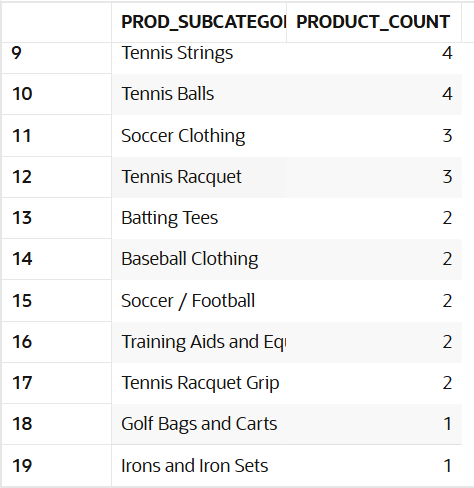 PROD_SUBCATEGO PRODUCT_COUNT
9 Tennis Strings 4
10 Tennis Balls 4
11 Soccer Clothing 3
12 Tennis Racquet 3
13 Batting Tees 2
14 Baseball Clothing 2
15 Soccer / Football 2
16 Training Aids and Equ 2
17 Tennis Racquet Grip 2
18 Golf Bags and Carts 1
19 Irons and Iron Sets 1